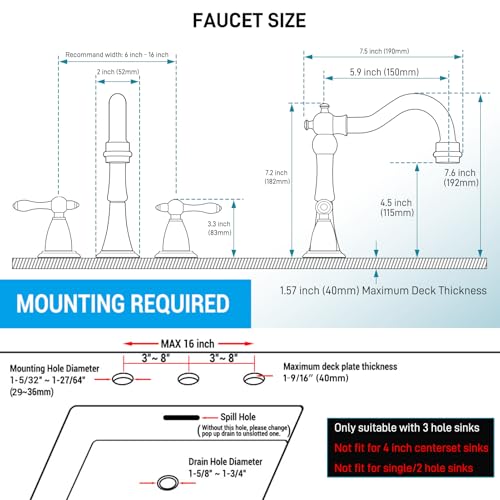 FAUCET SIZE
7.5 inch (190mm)
Recommand width: 6 inch - 16 inch
5.9 inch (150mm)
2 inch (52mm)
7.2 inch
(182mm)
7.6 inch
(192mm)
4.5 inch
(115mm)
3.3 inch
(83mm)
1.57 inch (40mm) Maximum Deck Thickness
MOUNTING REQUIRED
MAX 16 inch
3"~ 8"
3"~ 8"
Mounting Hole Diameter
1-5/32" ~ 1-27/64"
(29~36mm)
Maximum deck plate thickness
1-9/16" (40mm)
Spill Hole
(Without this hole, please change
pop up drain to unslotted one.)
Drain Hole Diameter
1-5/8" ~ 1-3/4"
Only suitable with 3 hole sinks
Not fit for 4 inch centerset sinks
Not fit for single/2 hole sinks